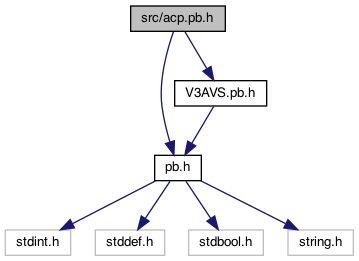 src/acp.pb.h
V3AVS.pb.h
pb.h
stdint.h
stddef.h
stdbool.h
string.h